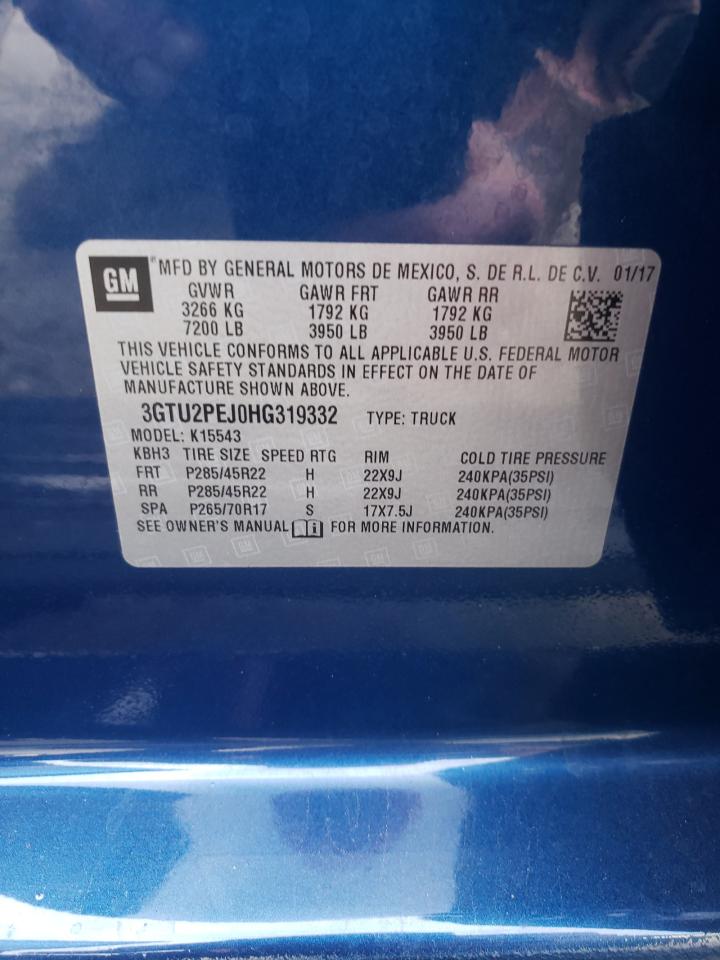 GM ® MFD BY GENERAL MOTORS DE MEXICO, S. DE R.L. DE C.V. 01/17
GVWR GAWR FRT GAWR RR
3266 KG 1792 KG 1792 KG
7200 LB 3950 LB 3950 LB
THIS VEHICLE CONFORMS TO ALL APPLICABLE U.S. FEDERAL MOTOR
VEHICLE SAFETY STANDARDS IN EFFECT ON THE DATE OF
MANUFACTURE SHOWN ABOVE.
3GTU2PEJ0HG319332 TYPE: TRUCK
MODEL: K15543
KBH3 TIRE SIZE SPEED RTG RIM COLD TIRE PRESSURE
FRT P285/45R22 H 22X9J 240KPA(35PSI)
RR P285/45R22 H 22X9J 240KPA(35PSI)
SPA P265/70R17 S 17X7.5J 240KPA(35PSI)
SEE OWNER'S MANUAL i FOR MORE INFORMATION.